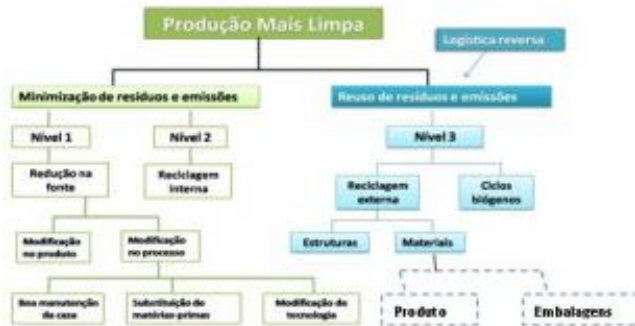 Produção Mais Limpa
Logística reversa
Minimização de resíduos e emissões
Reuso de resíduos e emissões
Nível 1
Nível 2
Nível 3
Redução na
fonte
Reciclagem
interna
Reciclagem
externa
Ciclos
biógenos
Modificação
no produto
Modificação
no processo
Estruturas
Materiais
Boa manutenção
da casa
Substituição de
matérias-primas
Modificação de
tecnologia
Produto
Embalagens